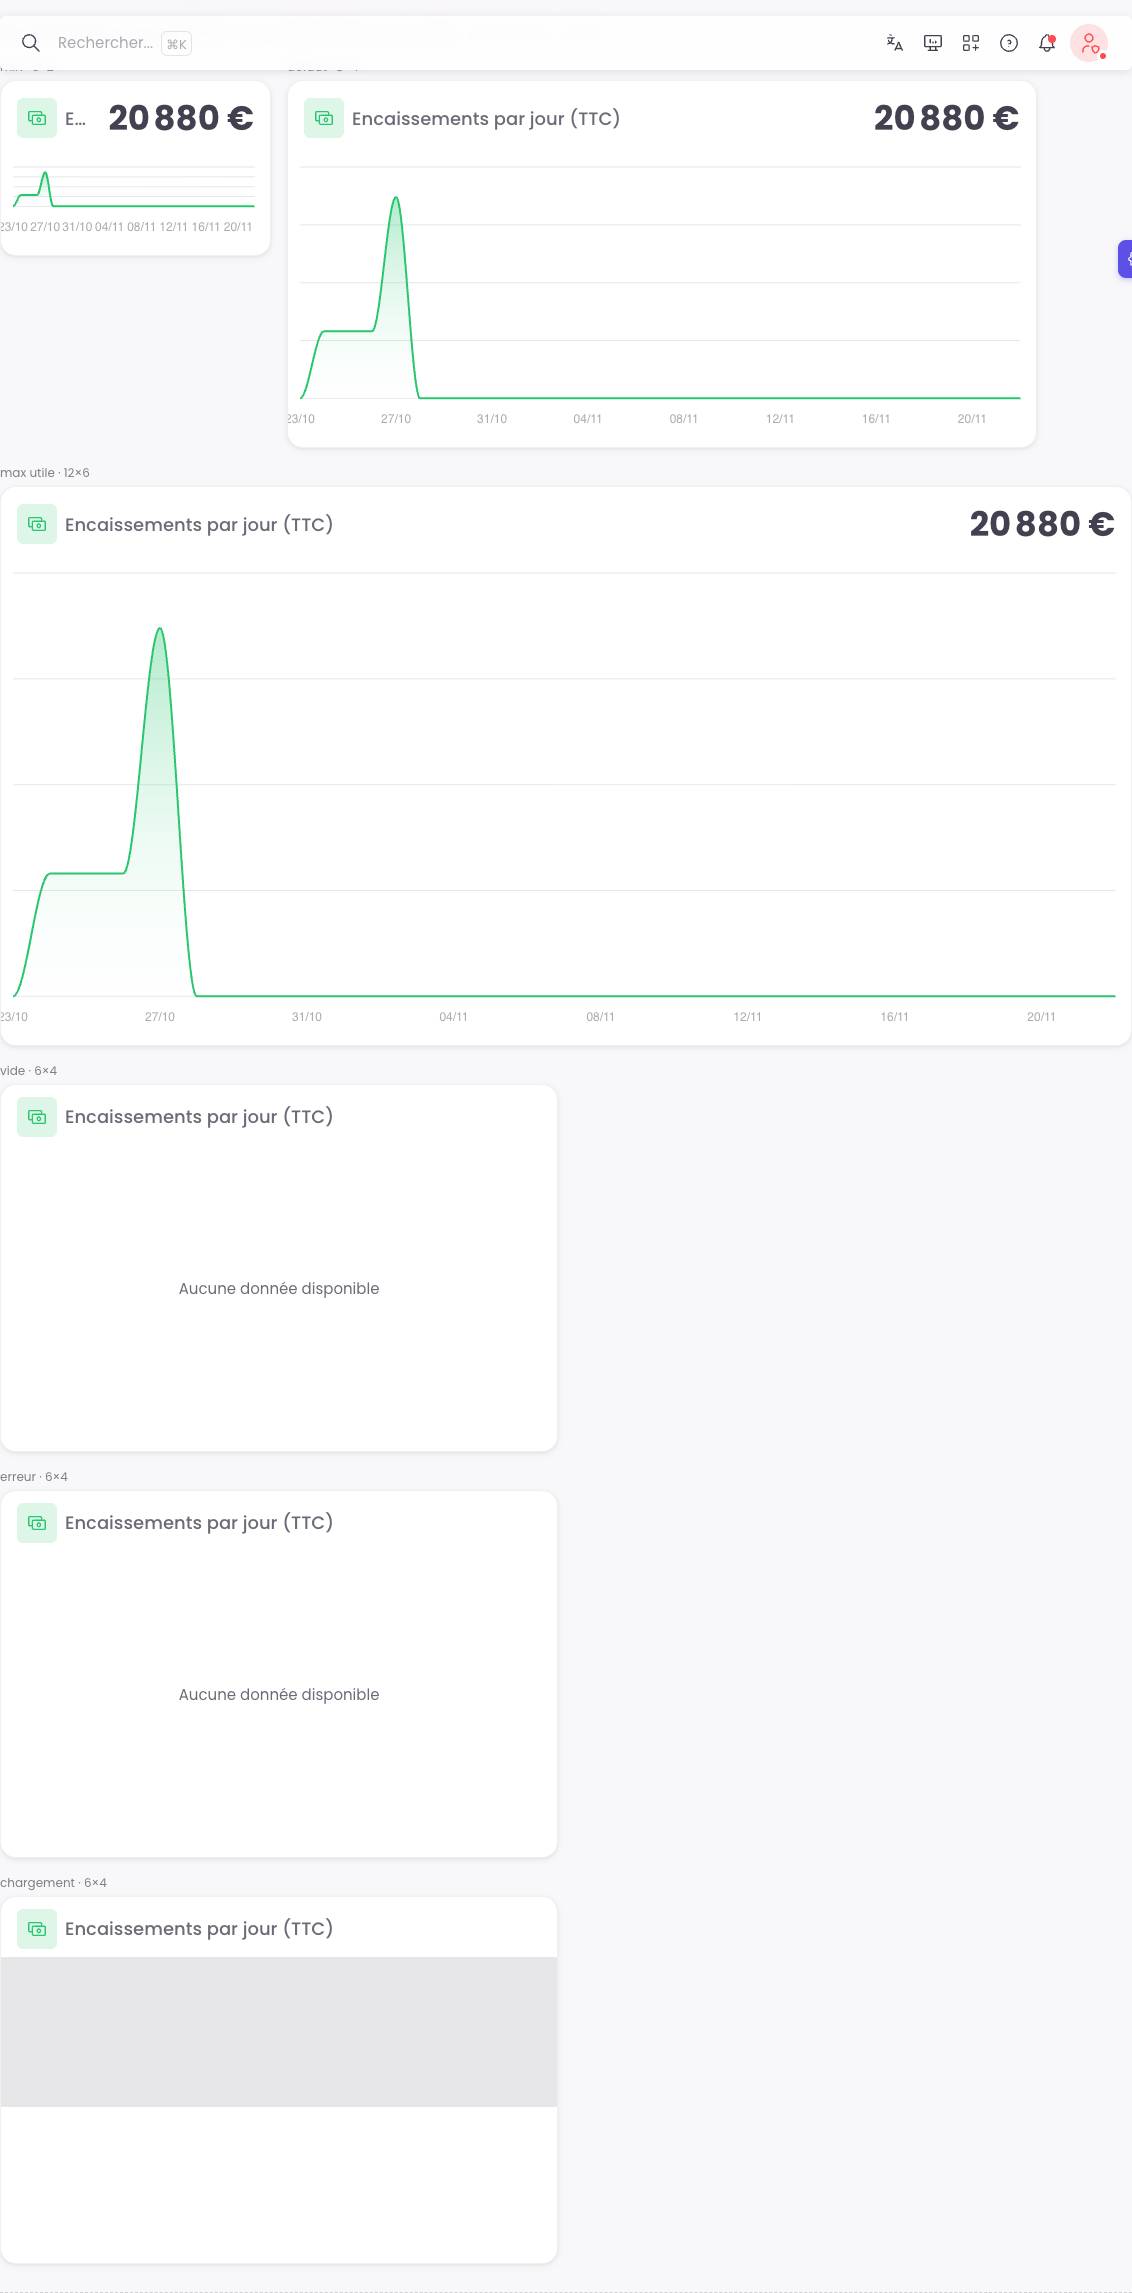 Rechercher... ⌘K
E... 20 880 €
23/10 27/10 31/10 04/11 08/11 12/11 16/11 20/11
Encaissements par jour (TTC) 20 880 €
23/10 27/10 31/10 04/11 08/11 12/11 16/11 20/11
max utile · 12×6
Encaissements par jour (TTC) 20 880 €
23/10 27/10 31/10 04/11 08/11 12/11 16/11 20/11
vide · 6×4
Encaissements par jour (TTC)
Aucune donnée disponible
erreur · 6×4
Encaissements par jour (TTC)
Aucune donnée disponible
chargement · 6×4
Encaissements par jour (TTC)